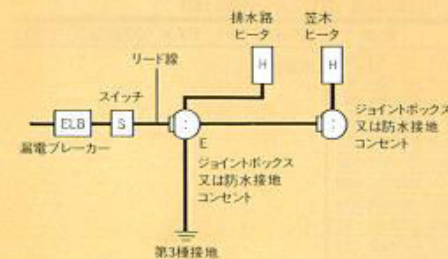 排水路
ヒータ
笠木
ヒータ
H
H
リード線
スイッチ
ELB
S
漏電ブレーカー
E
ジョイントボックス
又は防水接地
コンセント
ジョイントボックス
又は防水接地
コンセント
第3種接地